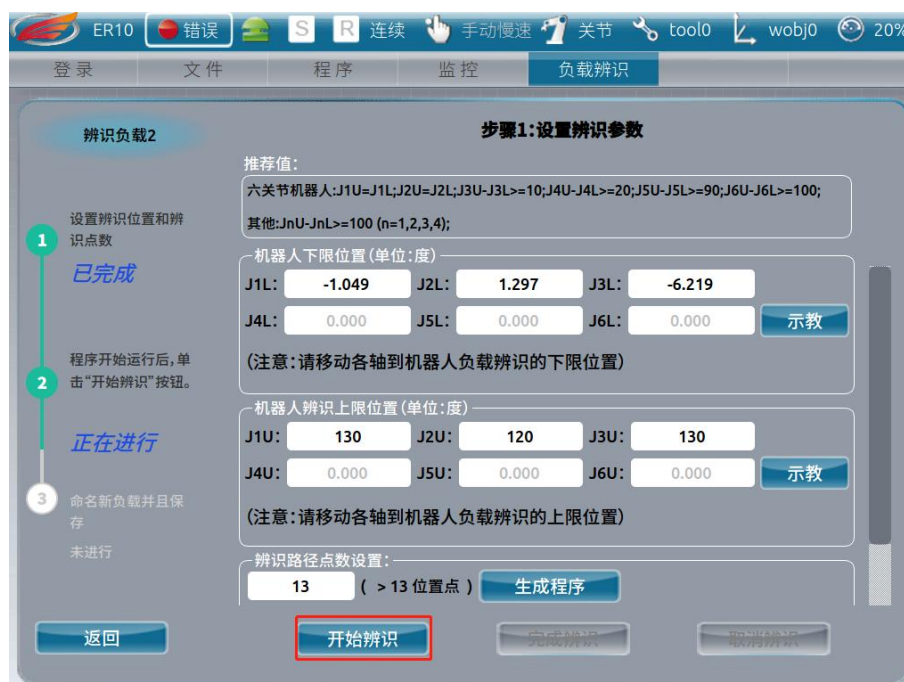 ER10 错误 S R 连续 手动慢速 关节 tool0 wobj0 20%
登录 文件 程序 监控 负载辨识
辨识负载2
步骤1:设置辨识参数
推荐值:
六关节机器人:J1U=J1L;J2U=J2L;J3U-J3L>=10;J4U-J4L>=20;J5U-J5L>=90;J6U-J6L>=100;
其他:JnU-JnL>=100 (n=1,2,3,4);
1
设置辨识位置和辨
识点数
已完成
机器人下限位置(单位:度)
J1L: -1.049 J2L: 1.297 J3L: -6.219
J4L: 0.000 J5L: 0.000 J6L: 0.000 示教
(注意:请移动各轴到机器人负载辨识的下限位置)
2
程序开始运行后,单
击“开始辨识”按钮。
正在进行
机器人辨识上限位置(单位:度)
J1U: 130 J2U: 120 J3U: 130
J4U: 0.000 J5U: 0.000 J6U: 0.000 示教
(注意:请移动各轴到机器人负载辨识的上限位置)
3
命名新负载并且保
存
未进行
辨识路径点数设置:
13 ( >13 位置点 ) 生成程序
返回 开始辨识 完成辨识 取消辨识